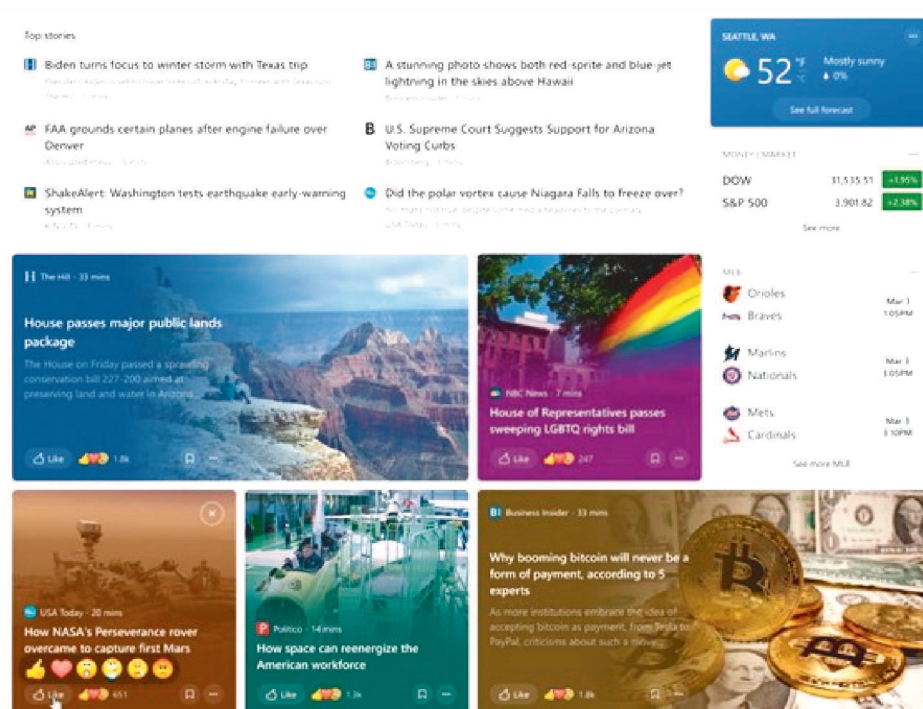 Top stories
Biden turns focus to winter storm with Texas trip
A stunning photo shows both red-sprite and blue-jet
lightning in the skies above Hawaii
FAA grounds certain planes after engine failure over
Denver
U.S. Supreme Court Suggests Support for Arizona
Voting Curbs
ShakeAlert: Washington tests earthquake early-warning
system
Did the polar vortex cause Niagara Falls to freeze over?
SEATTLE, WA
52 °F
°C
Mostly sunny
0%
See full forecast
MONEY | MARKET
DOW 31,535.51 +1.95%
S&P 500 3,901.82 +2.38%
See more
The Hill · 33 mins
House passes major public lands
package
The House on Friday passed a sprawling
conservation bill 227-200 aimed at
preserving land and water in Arizona,
Like 1.8k
NBC News · 7 mins
House of Representatives passes
sweeping LGBTQ rights bill
Like 247
MLB
Orioles
Braves
1:05PM
Marlins
Nationals
1:05PM
Mets
Cardinals
See more MLB
USA Today · 20 mins
How NASA's Perseverance rover
overcame to capture first Mars
Like 651
Politico · 14 mins
How space can reenergize the
American workforce
Like 1.3k
BI Business Insider · 33 mins
Why booming bitcoin will never be a
form of payment, according to 5
experts
As more institutions embrace the idea of
accepting bitcoin as payment, from Tesla to
PayPal, criticisms about such a move...
Like 1.8k